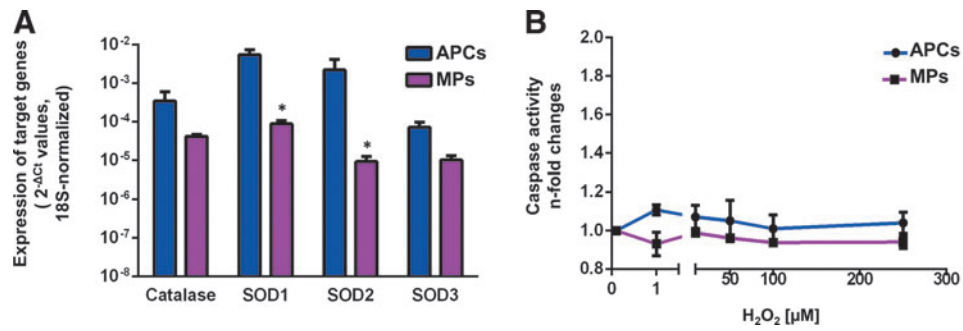 A
Expression of target genes
( 2-ΔCt values,
18S-normalized)
10-2
10-3
10-4
10-5
10-6
10-7
10-8
APCs
MPs
*
*
Catalase SOD1 SOD2 SOD3
B
Caspase activity
n-fold changes
2.0
1.8
1.6
1.4
1.2
1.0
0.8
APCs
MPs
0 1 50 100 200 300
H2O2 [µM]